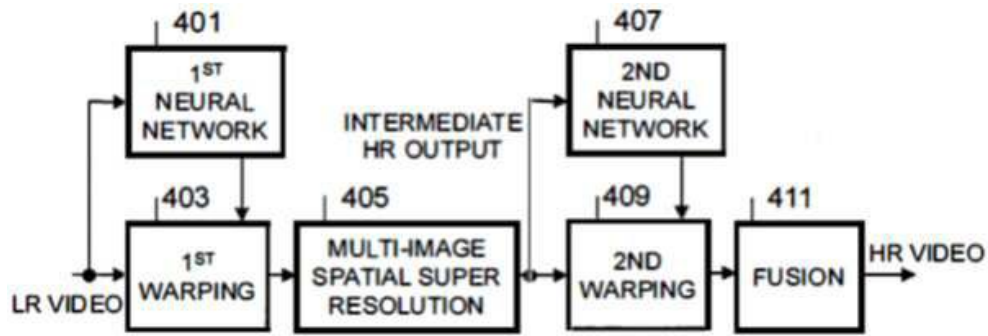 401
1ST
NEURAL
NETWORK
407
2ND
NEURAL
NETWORK
INTERMEDIATE
HR OUTPUT
403
1ST
WARPING
405
MULTI-IMAGE
SPATIAL SUPER
RESOLUTION
409
2ND
WARPING
411
FUSION
LR VIDEO
HR VIDEO